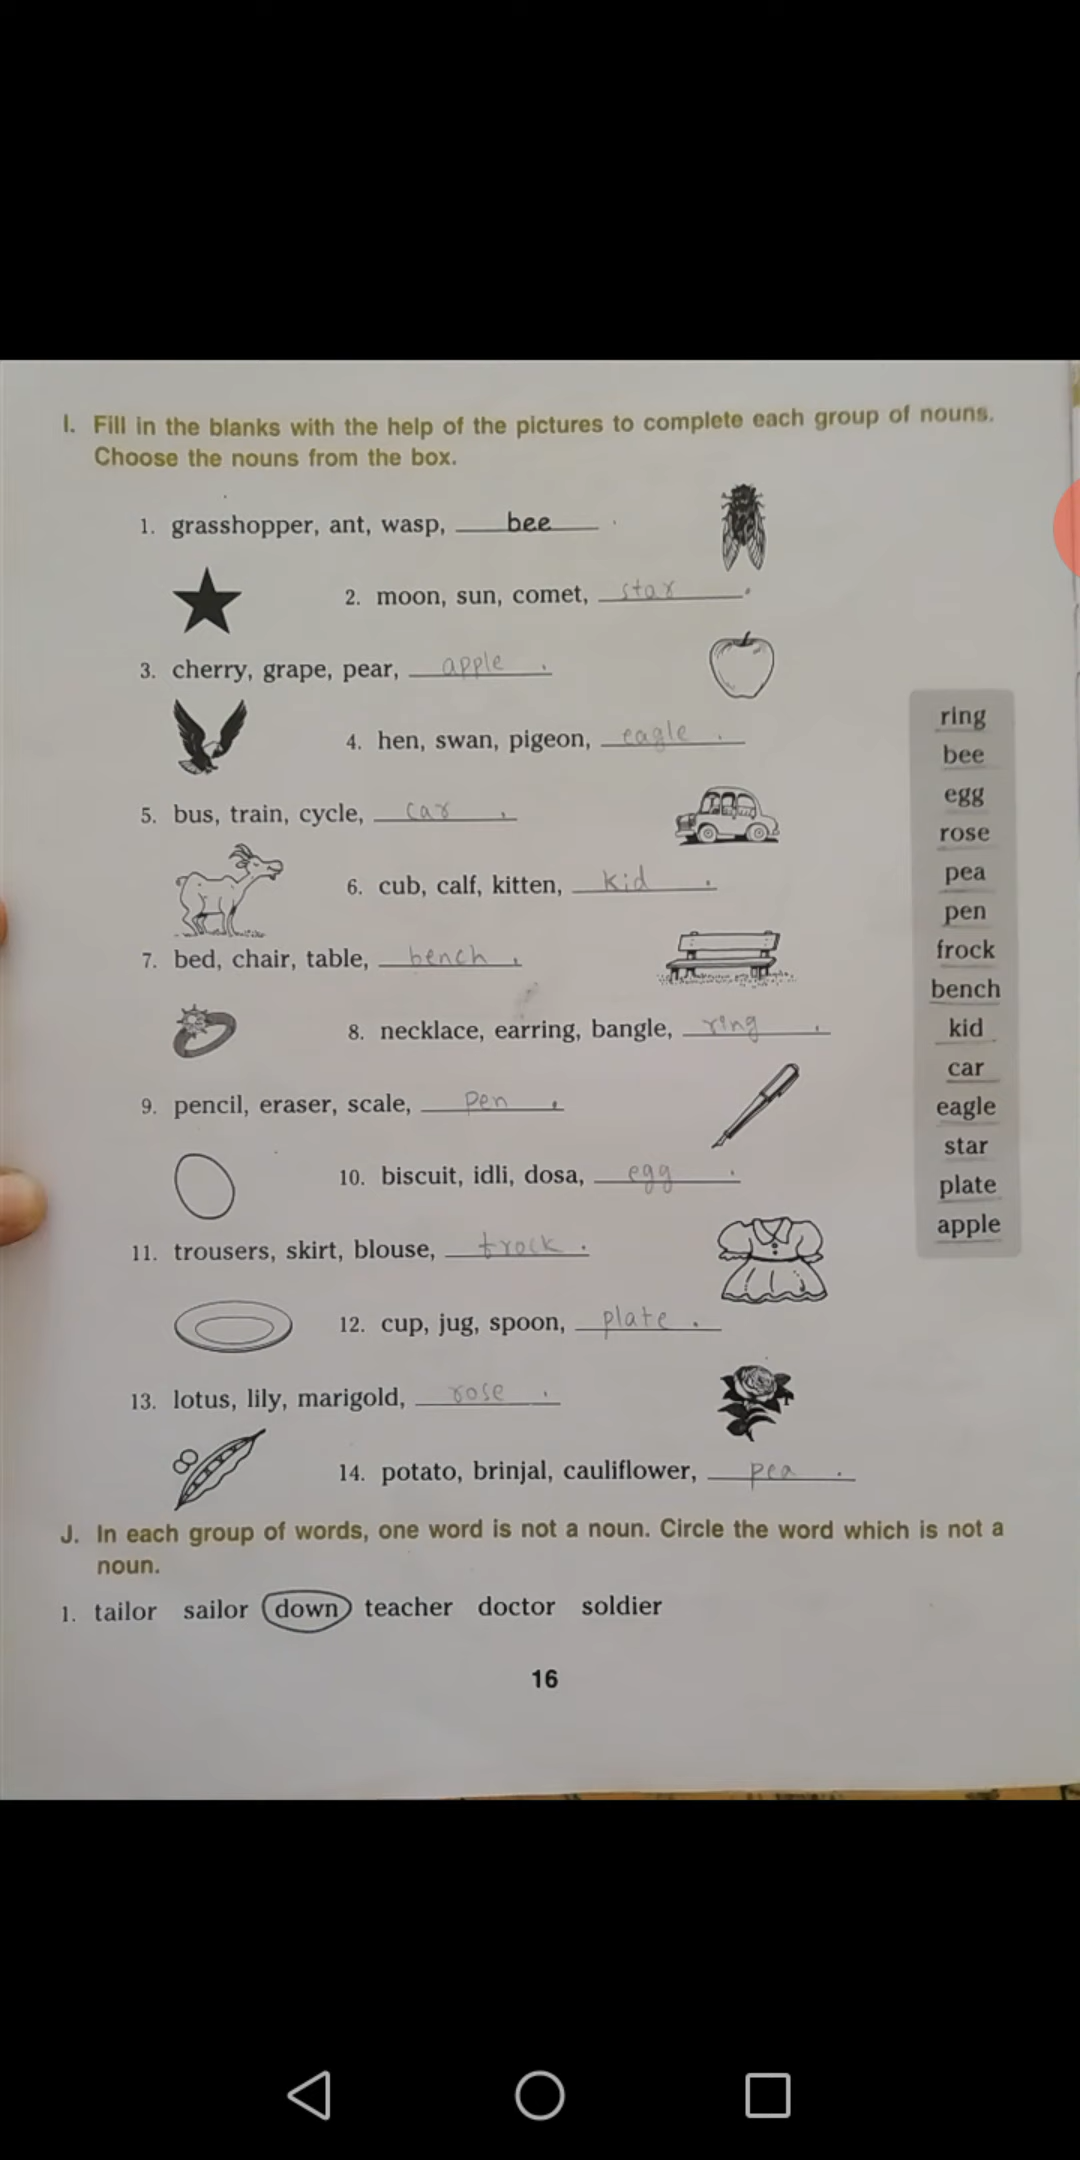 I. Fill in the blanks with the help of the pictures to complete each group of nouns.
Choose the nouns from the box.
1. grasshopper, ant, wasp, bee
2. moon, sun, comet, star.
3. cherry, grape, pear, apple.
4. hen, swan, pigeon, eagle.
5. bus, train, cycle, car.
6. cub, calf, kitten, kid.
7. bed, chair, table, bench.
8. necklace, earring, bangle, ring.
9. pencil, eraser, scale, pen.
10. biscuit, idli, dosa, egg.
11. trousers, skirt, blouse, frock.
12. cup, jug, spoon, plate.
13. lotus, lily, marigold, rose.
14. potato, brinjal, cauliflower, pea.
ring
bee
egg
rose
pea
pen
frock
bench
kid
car
eagle
star
plate
apple
J. In each group of words, one word is not a noun. Circle the word which is not a
noun.
1. tailor sailor down teacher doctor soldier
16